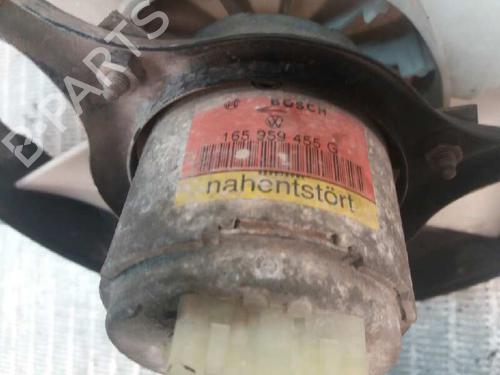 B-PARTS
BOSCH
165 959 455 G
nahentstört